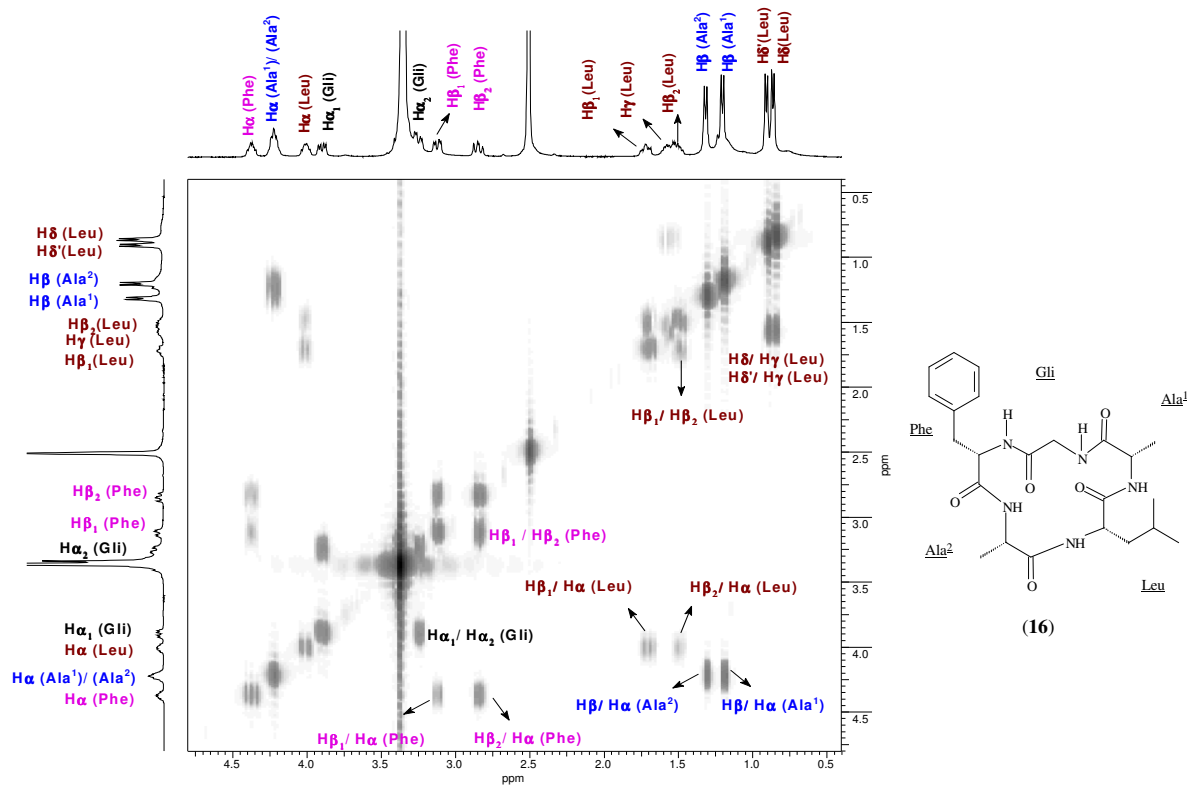 Hα (Phe)
Hα (Ala¹)/ (Ala²)
Hα (Leu)
Hα₁ (Gli)
Hα₂ (Gli)
Hβ₁ (Phe)
Hβ₂ (Phe)
Hβ₁ (Leu)
Hγ (Leu)
Hβ₂(Leu)
Hβ (Ala²)
Hβ (Ala¹)
Hδ'(Leu)
Hδ(Leu)
Hδ (Leu)
Hδ'(Leu)
Hβ (Ala²)
Hβ (Ala¹)
Hβ₂(Leu)
Hγ (Leu)
Hβ₁(Leu)
Hβ₂ (Phe)
Hβ₁ (Phe)
Hα₂ (Gli)
Hα₁ (Gli)
Hα (Leu)
Hα (Ala¹)/ (Ala²)
Hα (Phe)
Hδ/ Hγ (Leu)
Hδ'/ Hγ (Leu)
Hβ₁/ Hβ₂ (Leu)
Hβ₁ / Hβ₂ (Phe)
Hβ₁/ Hα (Leu)
Hβ₂/ Hα (Leu)
Hα₁/ Hα₂ (Gli)
Hβ/ Hα (Ala²)
Hβ/ Hα (Ala¹)
Hβ₁/ Hα (Phe)
Hβ₂/ Hα (Phe)
0.5
1.0
1.5
2.0
2.5
3.0
3.5
4.0
4.5
ppm
4.5 4.0 3.5 3.0 2.5 2.0 1.5 1.0 0.5
ppm
Gli
Ala¹
Phe
H
N
H
N
O
O
O
O
O
NH
NH
NH
Ala²
Leu
(16)